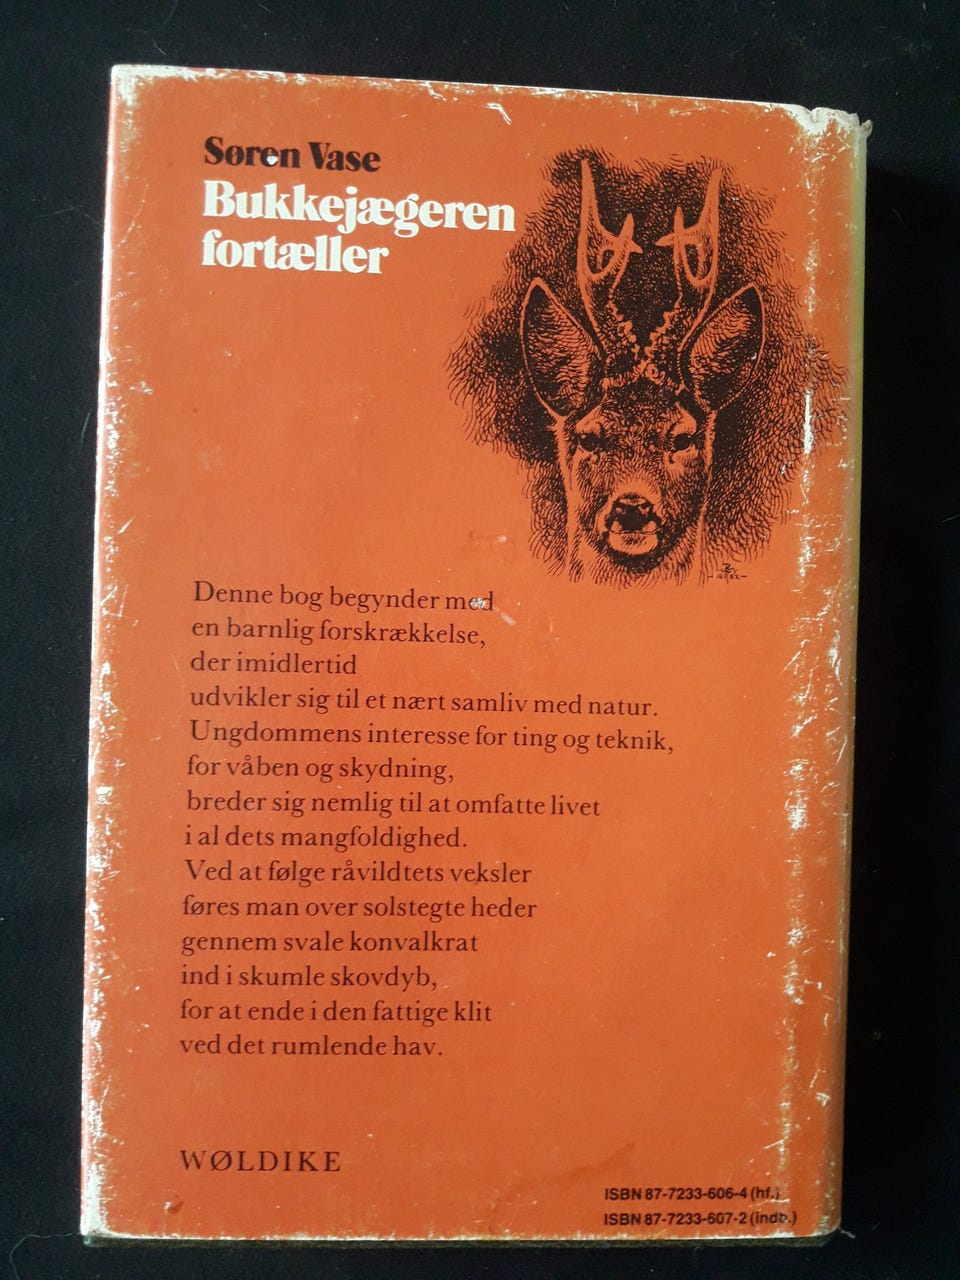 Søren Vase
Bukkejægeren
fortæller
Denne bog begynder med
en barnlig forskrækkelse,
der imidlertid
udvikler sig til et nært samliv med natur.
Ungdommens interesse for ting og teknik,
for våben og skydning,
breder sig nemlig til at omfatte livet
i al dets mangfoldighed.
Ved at følge råvildtets veksler
føres man over solstegte heder
gennem svale konvalkrat
ind i skumle skovdyb,
for at ende i den fattige klit
ved det rumlende hav.
WØLDIKE
ISBN 87-7233-606-4 (hf.)
ISBN 87-7233-607-2 (indb.)